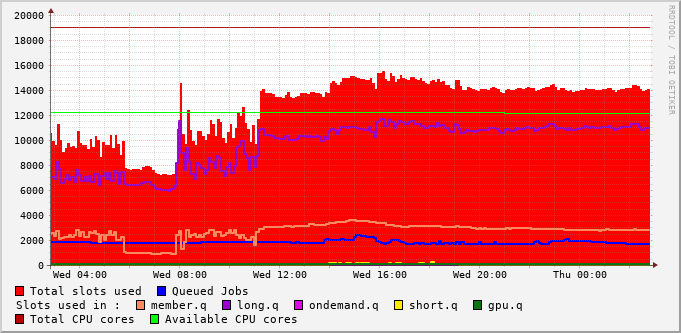 20000
18000
16000
14000
12000
10000
8000
6000
4000
2000
0
Wed 04:00 Wed 08:00 Wed 12:00 Wed 16:00 Wed 20:00 Thu 00:00
RRDTOOL / TOBI OETIKER
Total slots used Queued Jobs
Slots used in : member.q long.q ondemand.q short.q gpu.q
Total CPU cores Available CPU cores